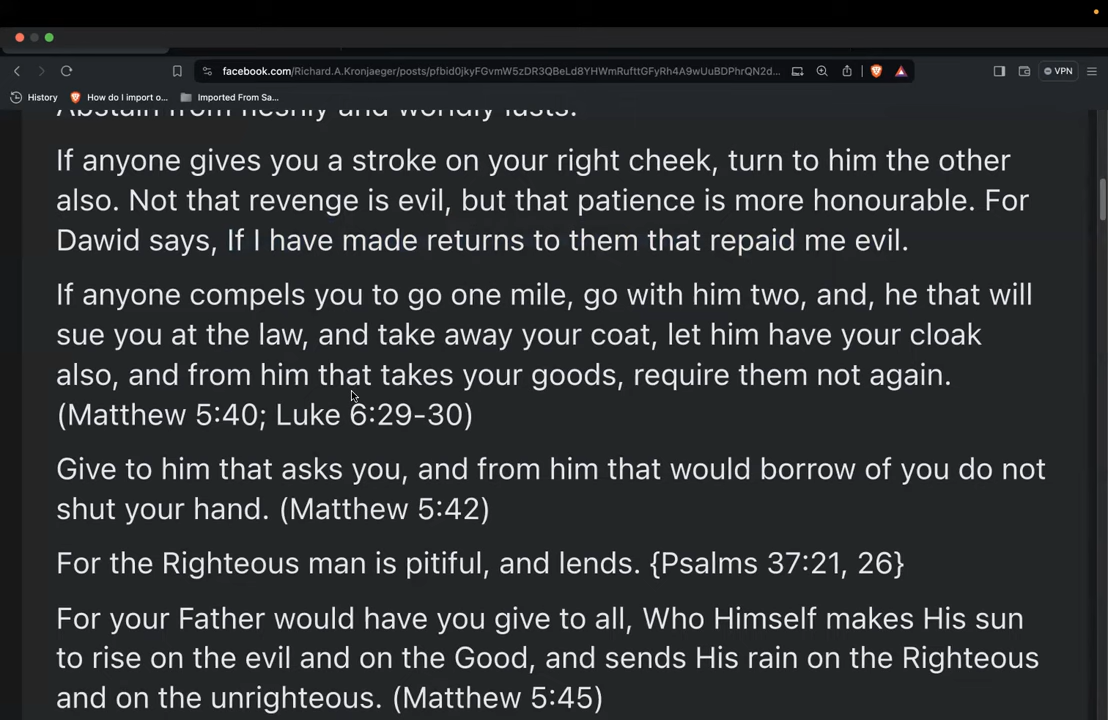 facebook.com/Richard.A.Kronjaeger/posts/pfbid0jkyFGvmW5zDR3QBeLd8YHWmRufttGFyRh4A9wUuBDPhrQN2d...
VPN
History
How do I import o...
Imported From Sa...
Abstain from fleshly and worldly lusts.
If anyone gives you a stroke on your right cheek, turn to him the other
also. Not that revenge is evil, but that patience is more honourable. For
Dawid says, If I have made returns to them that repaid me evil.
If anyone compels you to go one mile, go with him two, and, he that will
sue you at the law, and take away your coat, let him have your cloak
also, and from him that takes your goods, require them not again.
(Matthew 5:40; Luke 6:29-30)
Give to him that asks you, and from him that would borrow of you do not
shut your hand. (Matthew 5:42)
For the Righteous man is pitiful, and lends. {Psalms 37:21, 26}
For your Father would have you give to all, Who Himself makes His sun
to rise on the evil and on the Good, and sends His rain on the Righteous
and on the unrighteous. (Matthew 5:45)